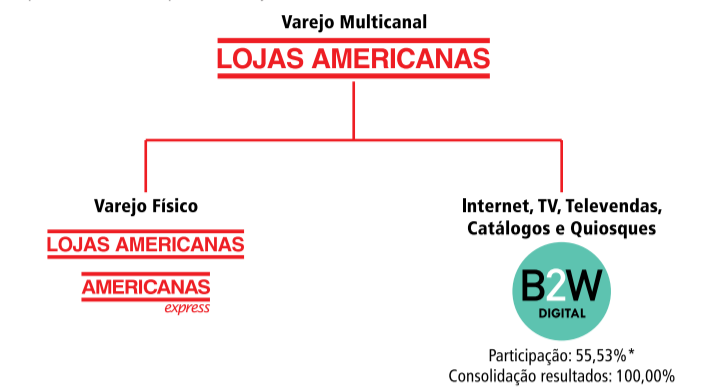 Varejo Multicanal
LOJAS AMERICANAS
Varejo Físico
LOJAS AMERICANAS
AMERICANAS
express
Internet, TV, Televendas,
Catálogos e Quiosques
B2W
DIGITAL
Participação: 55,53%*
Consolidação resultados: 100,00%